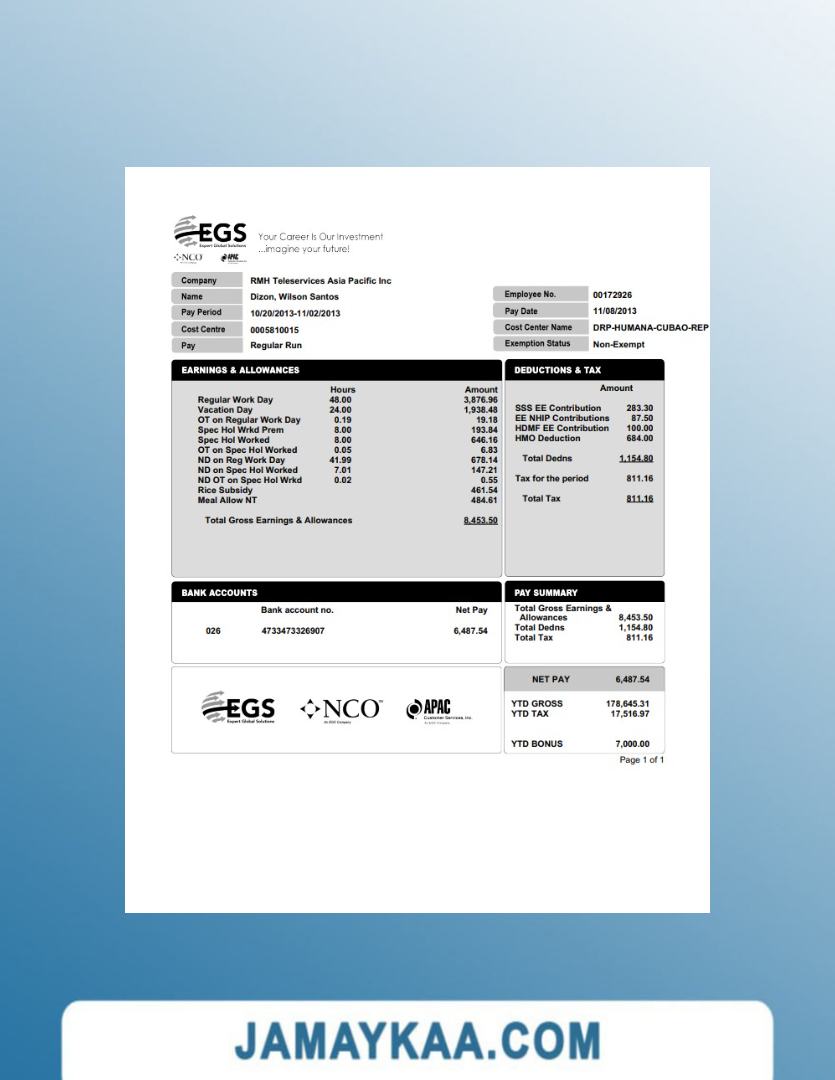 EGS
Expert Global Solutions
Your Career Is Our Investment
...imagine your future!
NCO APAC
Company RMH Teleservices Asia Pacific Inc
Name Dizon, Wilson Santos
Pay Period 10/20/2013-11/02/2013
Cost Centre 0005810015
Pay Regular Run
Employee No. 00172926
Pay Date 11/08/2013
Cost Center Name DRP-HUMANA-CUBAO-REP
Exemption Status Non-Exempt
EARNINGS & ALLOWANCES
Hours Amount
Regular Work Day 48.00 3,876.96
Vacation Day 24.00 1,938.48
OT on Regular Work Day 0.19 19.18
Spec Hol Wrkd Prem 8.00 193.84
Spec Hol Worked 8.00 646.16
OT on Spec Hol Worked 0.05 6.83
ND on Reg Work Day 41.99 678.14
ND on Spec Hol Worked 7.01 147.21
ND OT on Spec Hol Wrkd 0.02 0.55
Rice Subsidy 461.54
Meal Allow NT 484.61
Total Gross Earnings & Allowances 8,453.50
DEDUCTIONS & TAX
Amount
SSS EE Contribution 283.30
EE NHIP Contributions 87.50
HDMF EE Contribution 100.00
HMO Deduction 684.00
Total Dedns 1,154.80
Tax for the period 811.16
Total Tax 811.16
BANK ACCOUNTS
Bank account no. Net Pay
026 4733473326907 6,487.54
PAY SUMMARY
Total Gross Earnings &
Allowances 8,453.50
Total Dedns 1,154.80
Total Tax 811.16
NET PAY 6,487.54
YTD GROSS 178,645.31
YTD TAX 17,516.97
YTD BONUS 7,000.00
EGS
Expert Global Solutions
NCO™
An EGS Company
APAC
Customer Services, Inc.
An EGS Company
Page 1 of 1
JAMAYKAA.COM